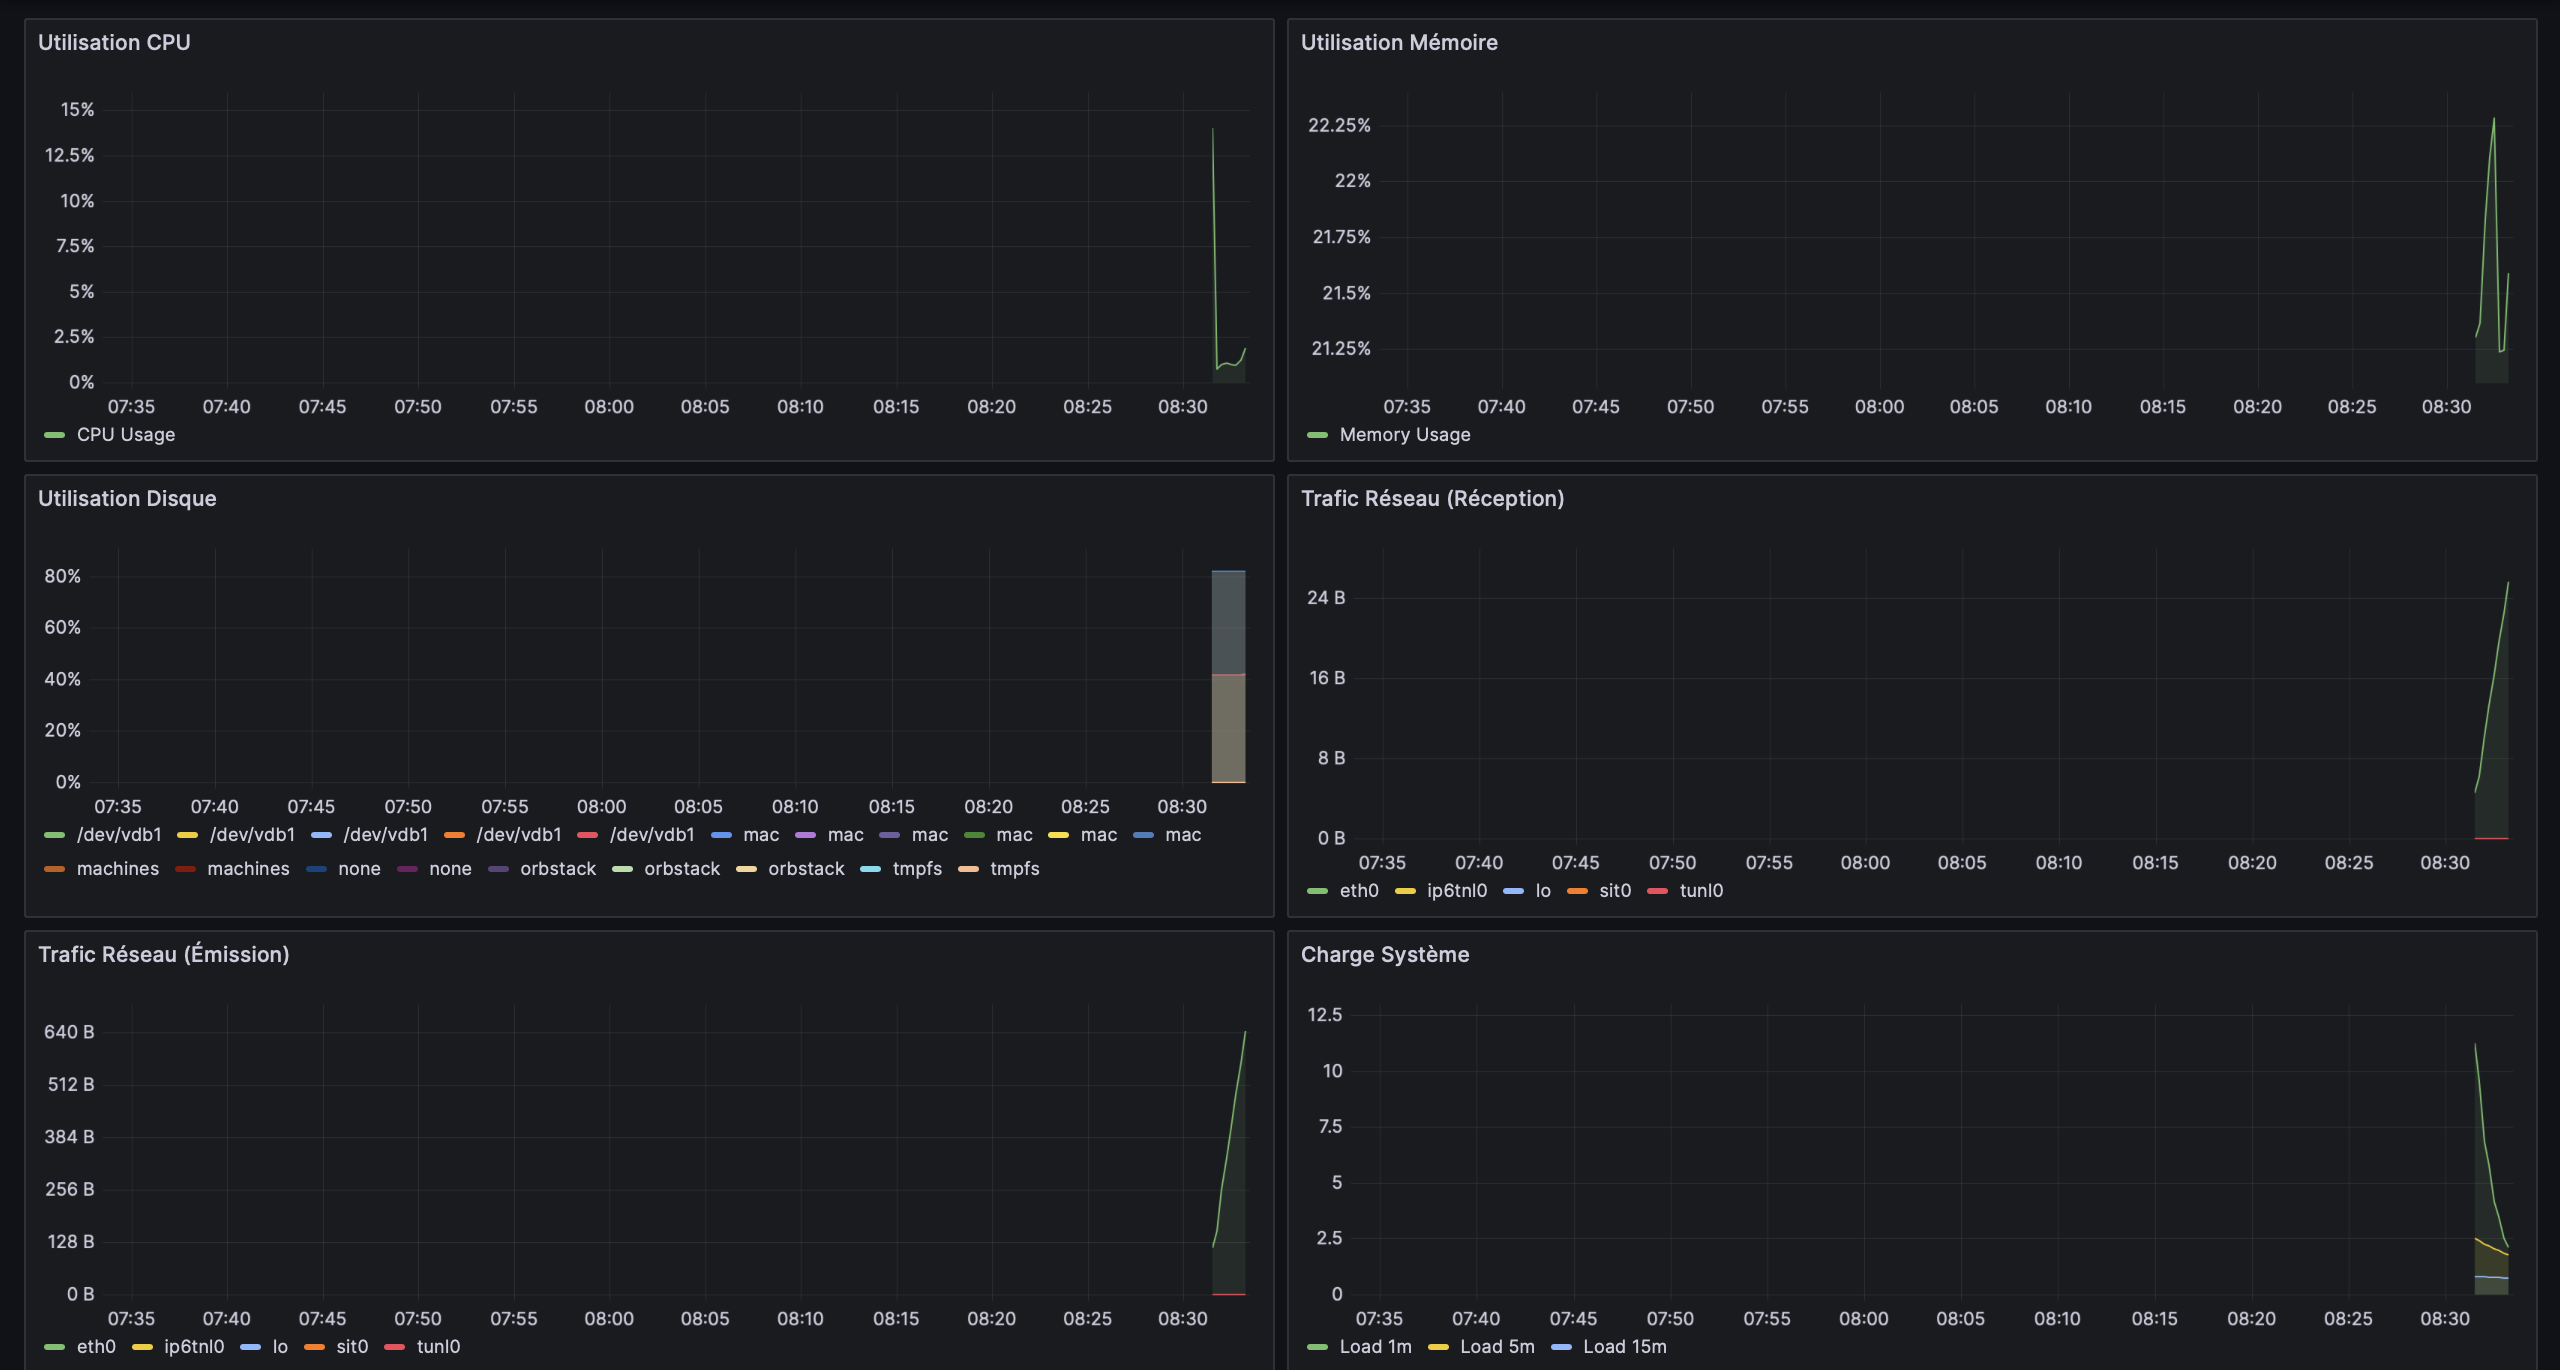 Utilisation CPU
15%
12.5%
10%
7.5%
5%
2.5%
0%
07:35 07:40 07:45 07:50 07:55 08:00 08:05 08:10 08:15 08:20 08:25 08:30
CPU Usage
Utilisation Mémoire
22.25%
22%
21.75%
21.5%
21.25%
07:35 07:40 07:45 07:50 07:55 08:00 08:05 08:10 08:15 08:20 08:25 08:30
Memory Usage
Utilisation Disque
80%
60%
40%
20%
0%
07:35 07:40 07:45 07:50 07:55 08:00 08:05 08:10 08:15 08:20 08:25 08:30
/dev/vdb1 /dev/vdb1 /dev/vdb1 /dev/vdb1 /dev/vdb1 mac mac mac mac mac mac
machines machines none none orbstack orbstack orbstack tmpfs tmpfs
Trafic Réseau (Réception)
24 B
16 B
8 B
0 B
07:35 07:40 07:45 07:50 07:55 08:00 08:05 08:10 08:15 08:20 08:25 08:30
eth0 ip6tnl0 lo sit0 tunl0
Trafic Réseau (Émission)
640 B
512 B
384 B
256 B
128 B
0 B
07:35 07:40 07:45 07:50 07:55 08:00 08:05 08:10 08:15 08:20 08:25 08:30
eth0 ip6tnl0 lo sit0 tunl0
Charge Système
12.5
10
7.5
5
2.5
0
07:35 07:40 07:45 07:50 07:55 08:00 08:05 08:10 08:15 08:20 08:25 08:30
Load 1m Load 5m Load 15m